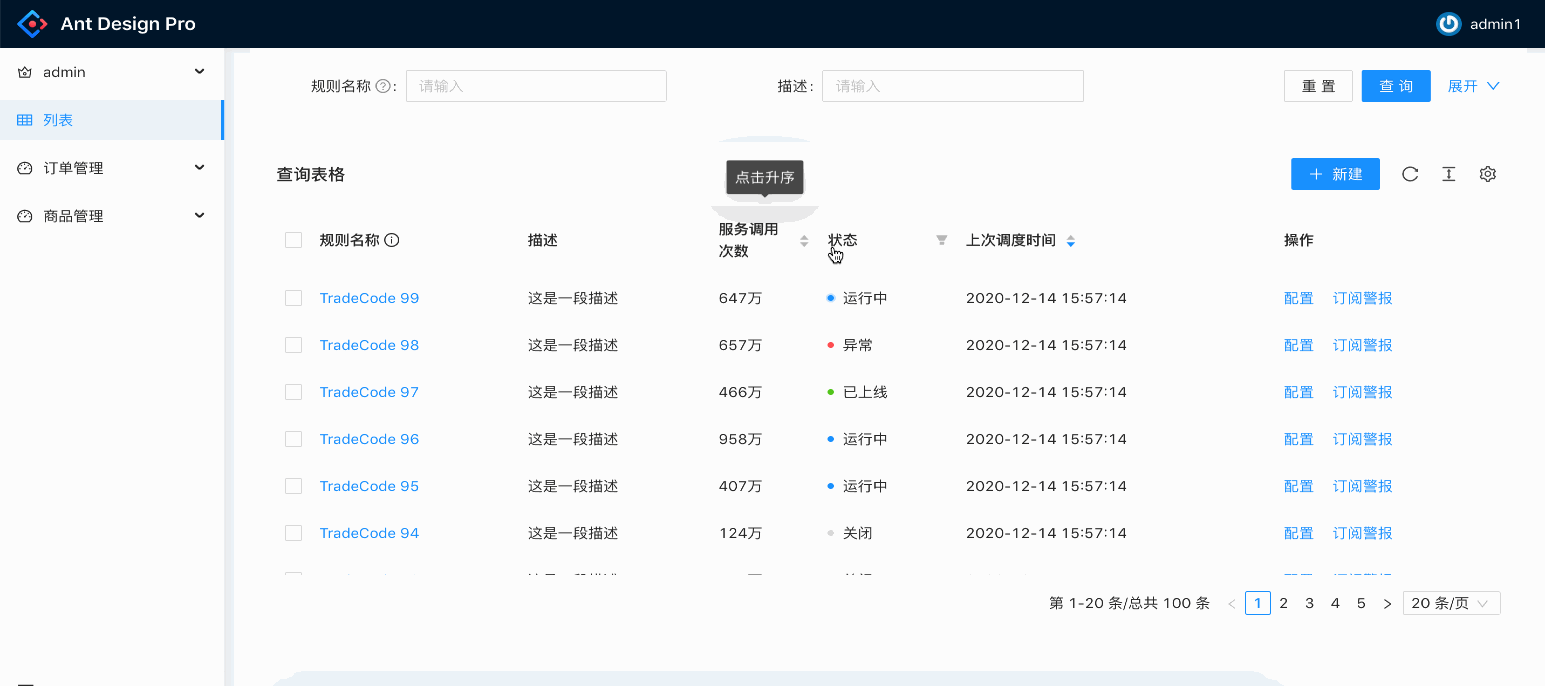 Ant Design Pro
admin1
admin
列表
订单管理
商品管理
规则名称 : 请输入
描述 : 请输入
重 置
查 询
展开
查询表格
点击升序
新建
规则名称 描述 服务调用次数 状态 上次调度时间 操作
TradeCode 99 这是一段描述 647万 运行中 2020-12-14 15:57:14 配置 订阅警报
TradeCode 98 这是一段描述 657万 异常 2020-12-14 15:57:14 配置 订阅警报
TradeCode 97 这是一段描述 466万 已上线 2020-12-14 15:57:14 配置 订阅警报
TradeCode 96 这是一段描述 958万 运行中 2020-12-14 15:57:14 配置 订阅警报
TradeCode 95 这是一段描述 407万 运行中 2020-12-14 15:57:14 配置 订阅警报
TradeCode 94 这是一段描述 124万 关闭 2020-12-14 15:57:14 配置 订阅警报
第 1-20 条/总共 100 条 < 1 2 3 4 5 > 20 条/页